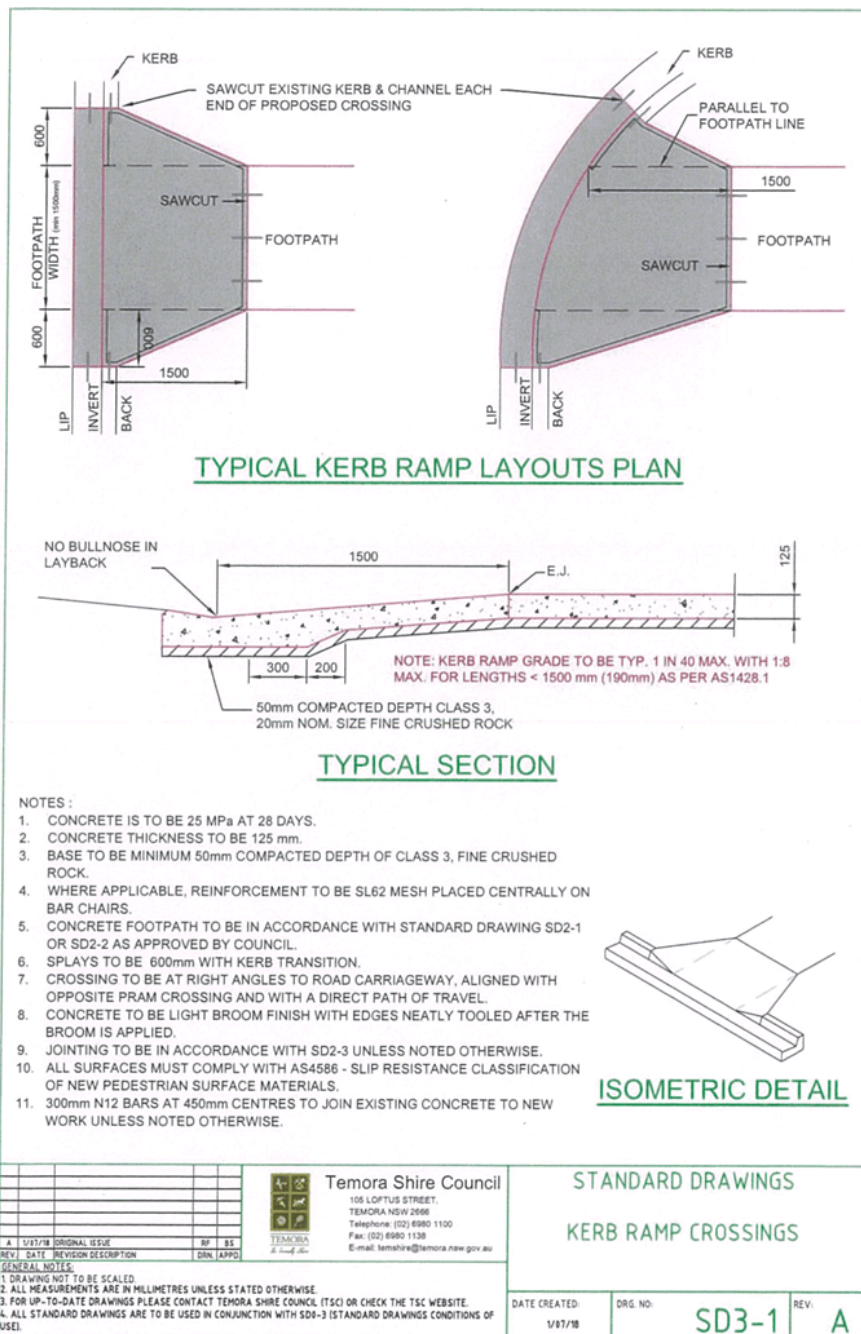 KERB
SAWCUT EXISTING KERB & CHANNEL EACH
END OF PROPOSED CROSSING
600
FOOTPATH
WIDTH (min 1500mm)
600
SAWCUT
FOOTPATH
600
1500
LIP
INVERT
BACK
KERB
PARALLEL TO
FOOTPATH LINE
1500
FOOTPATH
SAWCUT
LIP
INVERT
BACK
TYPICAL KERB RAMP LAYOUTS PLAN
NO BULLNOSE IN
LAYBACK
1500
E.J.
125
300
200
NOTE: KERB RAMP GRADE TO BE TYP. 1 IN 40 MAX. WITH 1:8
MAX. FOR LENGTHS < 1500 mm (190mm) AS PER AS1428.1
50mm COMPACTED DEPTH CLASS 3,
20mm NOM. SIZE FINE CRUSHED ROCK
TYPICAL SECTION
NOTES :
1. CONCRETE IS TO BE 25 MPa AT 28 DAYS.
2. CONCRETE THICKNESS TO BE 125 mm.
3. BASE TO BE MINIMUM 50mm COMPACTED DEPTH OF CLASS 3, FINE CRUSHED
ROCK.
4. WHERE APPLICABLE, REINFORCEMENT TO BE SL62 MESH PLACED CENTRALLY ON
BAR CHAIRS.
5. CONCRETE FOOTPATH TO BE IN ACCORDANCE WITH STANDARD DRAWING SD2-1
OR SD2-2 AS APPROVED BY COUNCIL.
6. SPLAYS TO BE 600mm WITH KERB TRANSITION.
7. CROSSING TO BE AT RIGHT ANGLES TO ROAD CARRIAGEWAY, ALIGNED WITH
OPPOSITE PRAM CROSSING AND WITH A DIRECT PATH OF TRAVEL.
8. CONCRETE TO BE LIGHT BROOM FINISH WITH EDGES NEATLY TOOLED AFTER THE
BROOM IS APPLIED.
9. JOINTING TO BE IN ACCORDANCE WITH SD2-3 UNLESS NOTED OTHERWISE.
10. ALL SURFACES MUST COMPLY WITH AS4586 - SLIP RESISTANCE CLASSIFICATION
OF NEW PEDESTRIAN SURFACE MATERIALS.
11. 300mm N12 BARS AT 450mm CENTRES TO JOIN EXISTING CONCRETE TO NEW
WORK UNLESS NOTED OTHERWISE.
ISOMETRIC DETAIL
A 1/07/18 ORIGINAL ISSUE RF BS
REV. DATE REVISION DESCRIPTION DRN. APPD.
TEMORA
Temora Shire Council
105 LOFTUS STREET,
TEMORA NSW 2666
Telephone: (02) 6980 1100
Fax: (02) 6980 1138
E-mail: temshire@temora.nsw.gov.au
STANDARD DRAWINGS
KERB RAMP CROSSINGS
GENERAL NOTES:
1. DRAWING NOT TO BE SCALED.
2. ALL MEASUREMENTS ARE IN MILLIMETRES UNLESS STATED OTHERWISE.
3. FOR UP-TO-DATE DRAWINGS PLEASE CONTACT TEMORA SHIRE COUNCIL (TSC) OR CHECK THE TSC WEBSITE.
4. ALL STANDARD DRAWINGS ARE TO BE USED IN CONJUNCTION WITH SD0-3 (STANDARD DRAWINGS CONDITIONS OF
USE).
DATE CREATED:
1/07/18
DRG. NO:
SD3-1
REV:
A